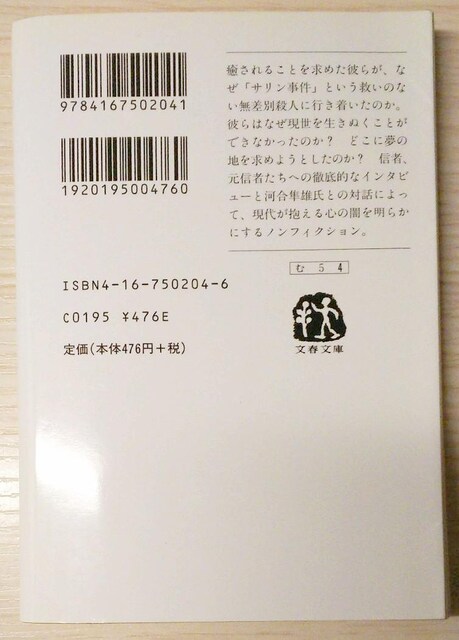 9784167502041
1920195004760
ISBN4-16-750204-6
C0195 ¥476E
定価(本体476円+税)
癒されることを求めた彼らが、な
ぜ「サリン事件」という救いのな
い無差別殺人に行き着いたのか。
彼らはなぜ現世を生きぬくことが
できなかったのか？　どこに夢の
地を求めようとしたのか？　信者、
元信者たちへの徹底的なインタビ
ューと河合隼雄氏との対話によっ
て、現代が抱える心の闇を明らか
にするノンフィクション。
む 5 4
文春文庫